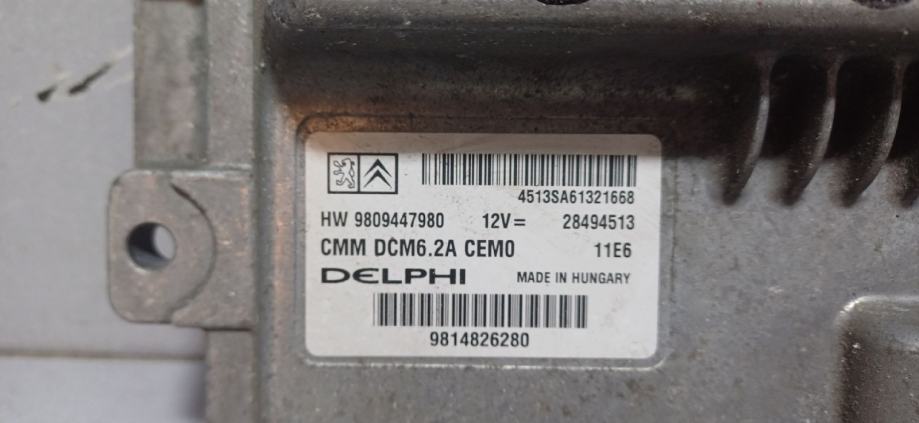 4513SA61321668
HW 9809447980 12V= 28494513
CMM DCM6.2A CEM0 11E6
DELPHI MADE IN HUNGARY
9814826280